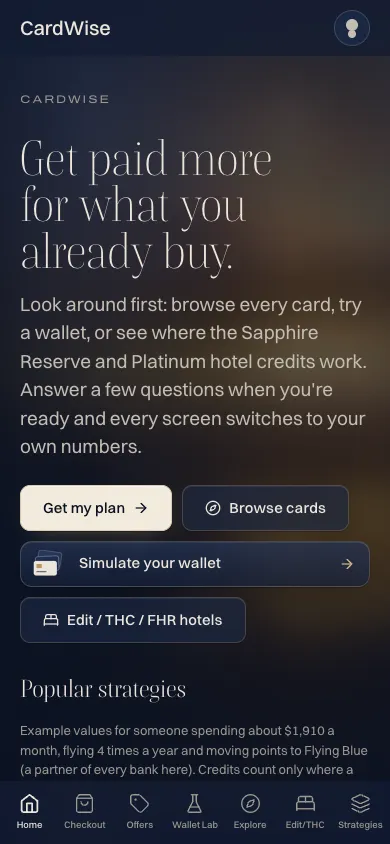 CardWise
CARDWISE
Get paid more
for what you
already buy.
Look around first: browse every card, try
a wallet, or see where the Sapphire
Reserve and Platinum hotel credits work.
Answer a few questions when you're
ready and every screen switches to your
own numbers.
Get my plan
Browse cards
Simulate your wallet
Edit / THC / FHR hotels
Popular strategies
Example values for someone spending about $1,910 a
month, flying 4 times a year and moving points to Flying Blue
(a partner of every bank here). Credits count only where a
Home
Checkout
Offers
Wallet Lab
Explore
Edit/THC
Strategies